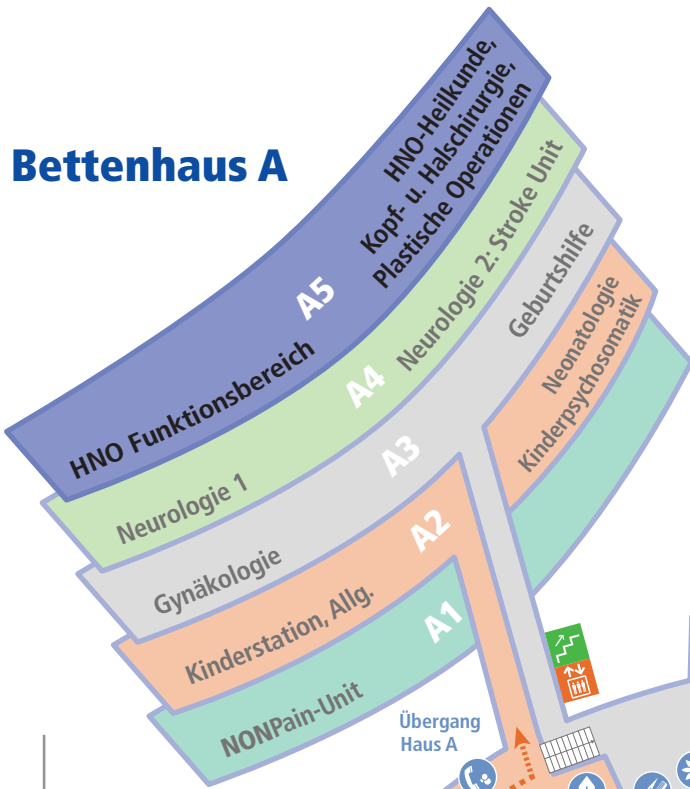 Bettenhaus A
HNO-Heilkunde,
Kopf- u. Halschirurgie,
Plastische Operationen
A5
HNO Funktionsbereich
Neurologie 2: Stroke Unit
A4
Neurologie 1
Geburtshilfe
A3
Gynäkologie
Neonatologie
Kinderpsychosomatik
A2
Kinderstation, Allg.
A1
NONPain-Unit
Übergang
Haus A